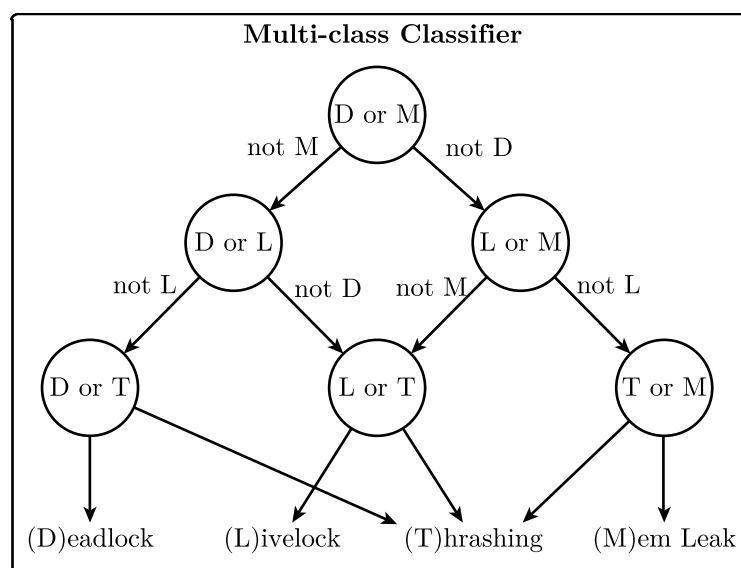 Multi-class Classifier
D or M
not M
not D
D or L
L or M
not L
not D
not M
not L
D or T
L or T
T or M
(D)eadlock
(L)ivelock
(T)hrashing
(M)em Leak